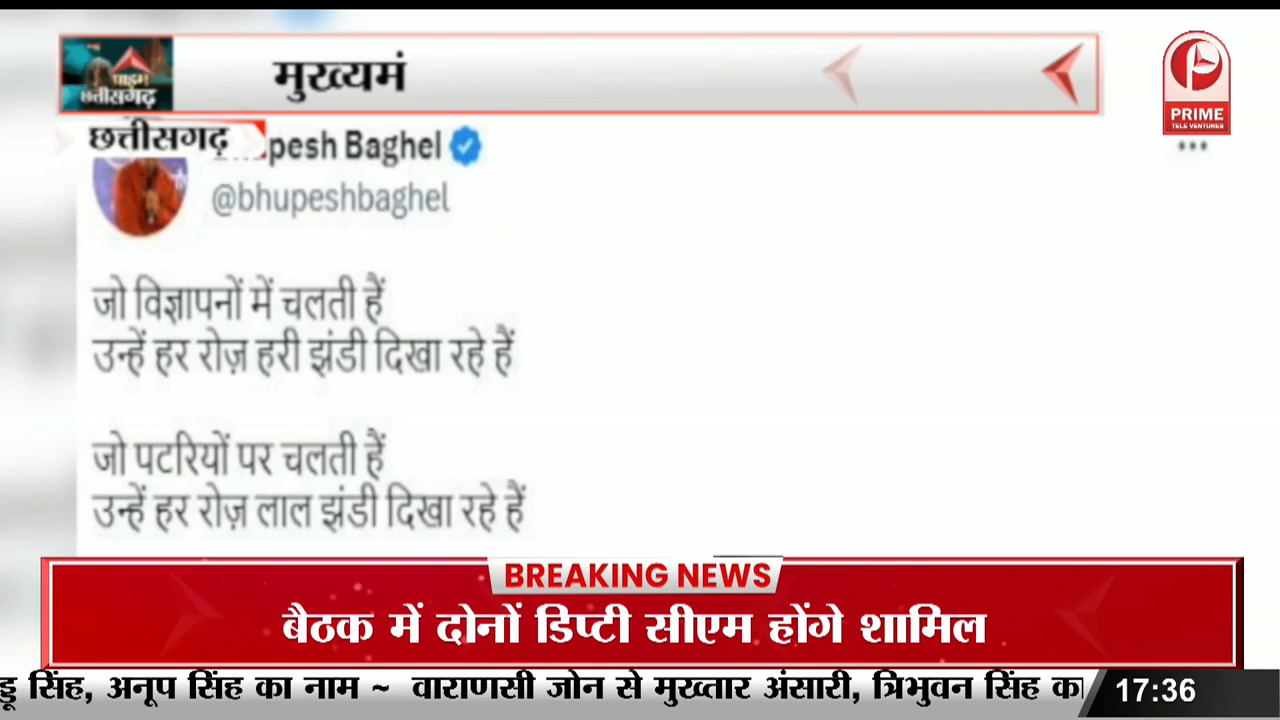 प्राइम
छत्तीसगढ़
मुख्यमं
PRIME
TELE VENTURES
छत्तीसगढ़
pesh Baghel
@bhupeshbaghel
जो विज्ञापनों में चलती हैं
उन्हें हर रोज़ हरी झंडी दिखा रहे हैं
जो पटरियों पर चलती हैं
उन्हें हर रोज़ लाल झंडी दिखा रहे हैं
BREAKING NEWS
बैठक में दोनों डिप्टी सीएम होंगे शामिल
सिंह, अनूप सिंह का नाम ~ वाराणसी जोन से मुख्तार अंसारी, त्रिभुवन सिंह का
17:36